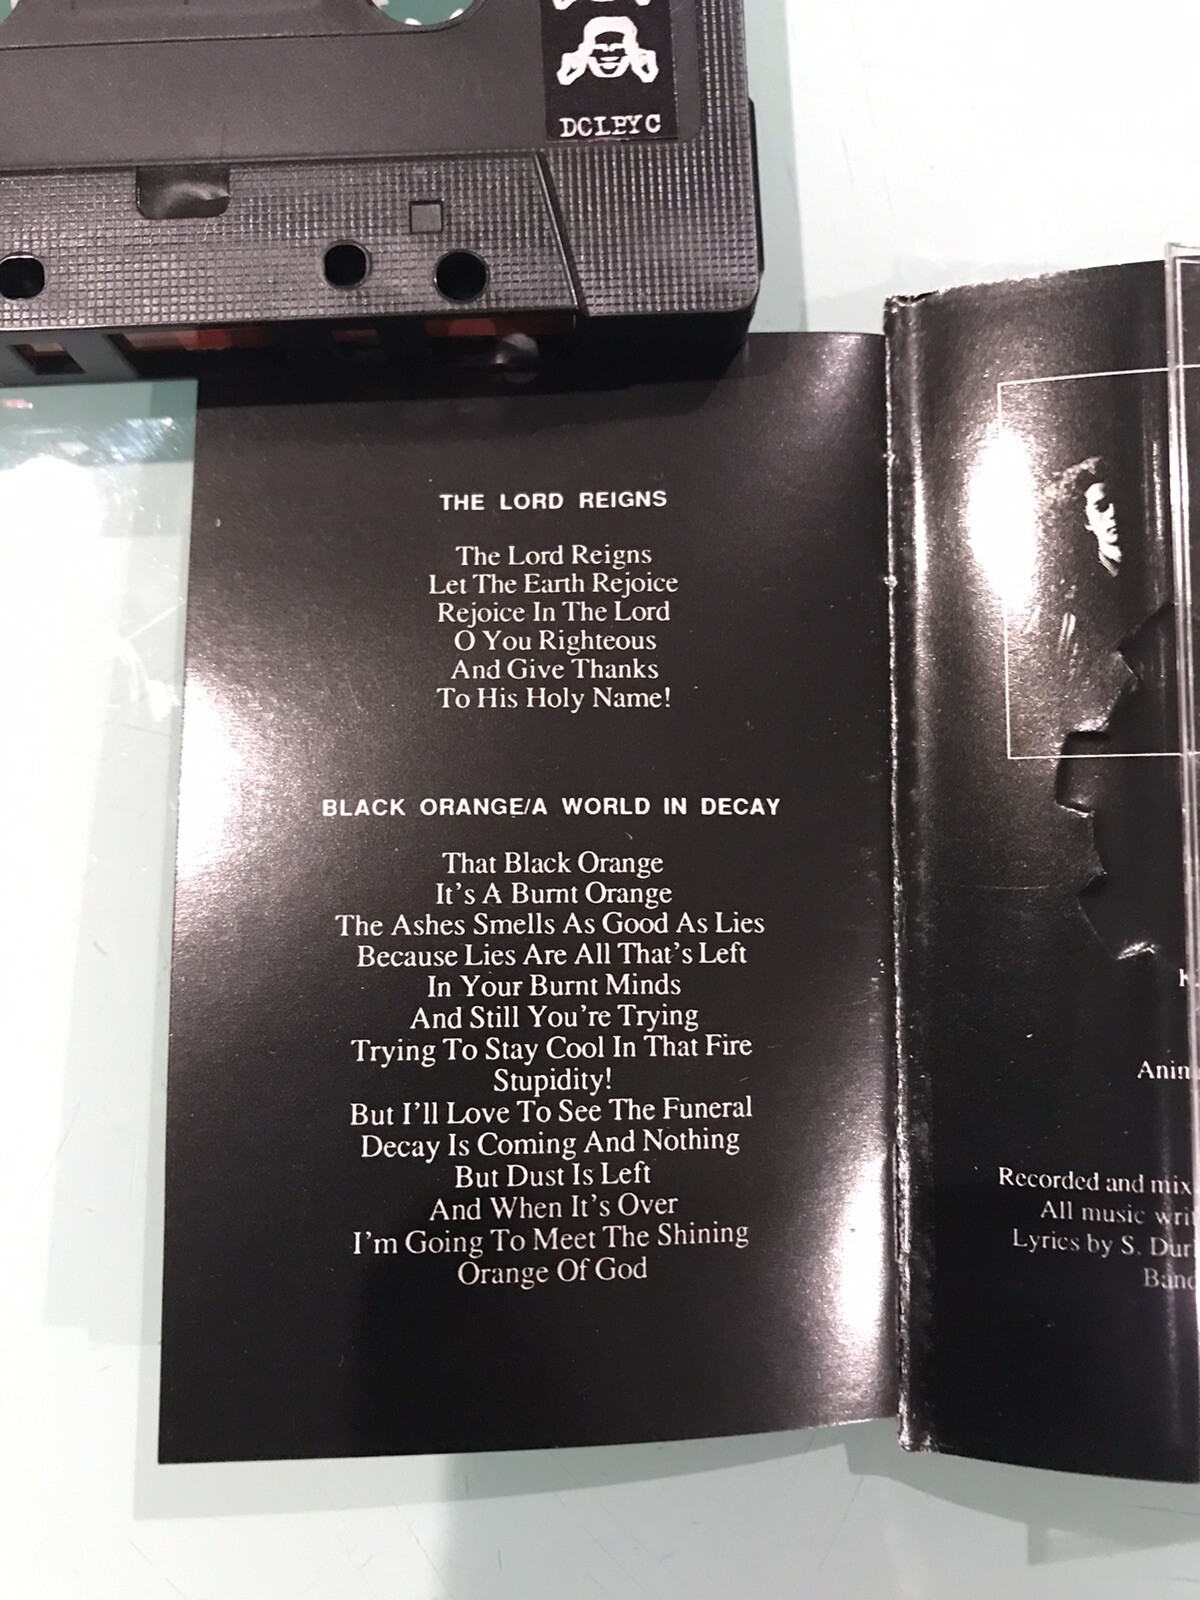 DCLBY C
THE LORD REIGNS
The Lord Reigns
Let The Earth Rejoice
Rejoice In The Lord
O You Righteous
And Give Thanks
To His Holy Name!
BLACK ORANGE/A WORLD IN DECAY
That Black Orange
It's A Burnt Orange
The Ashes Smells As Good As Lies
Because Lies Are All That's Left
In Your Burnt Minds
And Still You're Trying
Trying To Stay Cool In That Fire
Stupidity!
But I'll Love To See The Funeral
Decay Is Coming And Nothing
But Dust Is Left
And When It's Over
I'm Going To Meet The Shining
Orange Of God
Recorded and mix
All music
Lyrics by S.